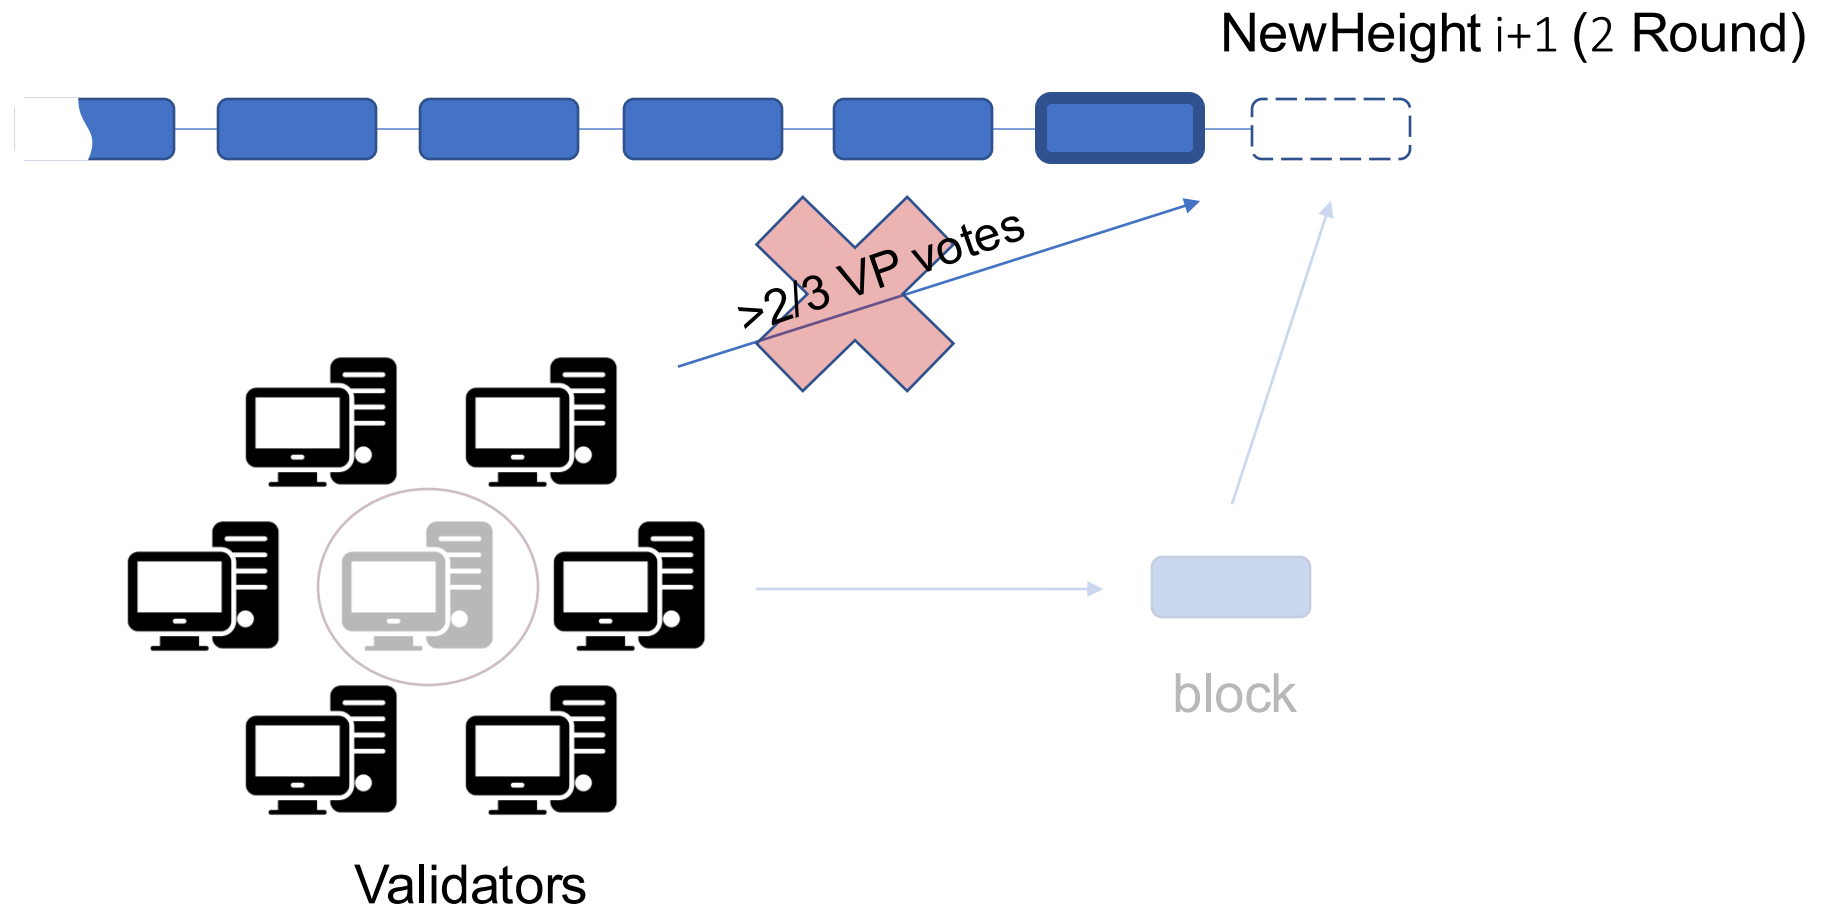 NewHeight i+1 (2 Round)
>2/3 VP votes
block
Validators